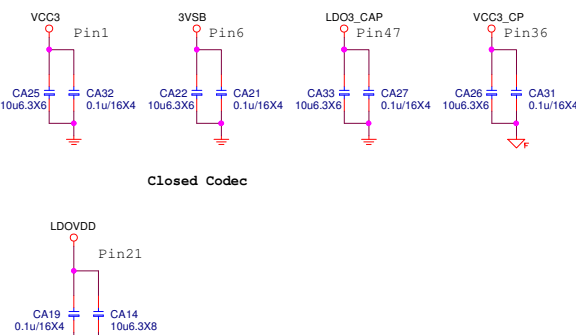 VCC3
Pin1
CA25
10u6.3X6
CA32
0.1u/16X4
3VSB
Pin6
CA22
10u6.3X6
CA21
0.1u/16X4
LDO3_CAP
Pin47
CA33
10u6.3X6
CA27
0.1u/16X4
VCC3_CP
Pin36
CA26
10u6.3X6
CA31
0.1u/16X4
F
Closed Codec
LDOVDD
Pin21
CA19
0.1u/16X4
CA14
10u6.3X8